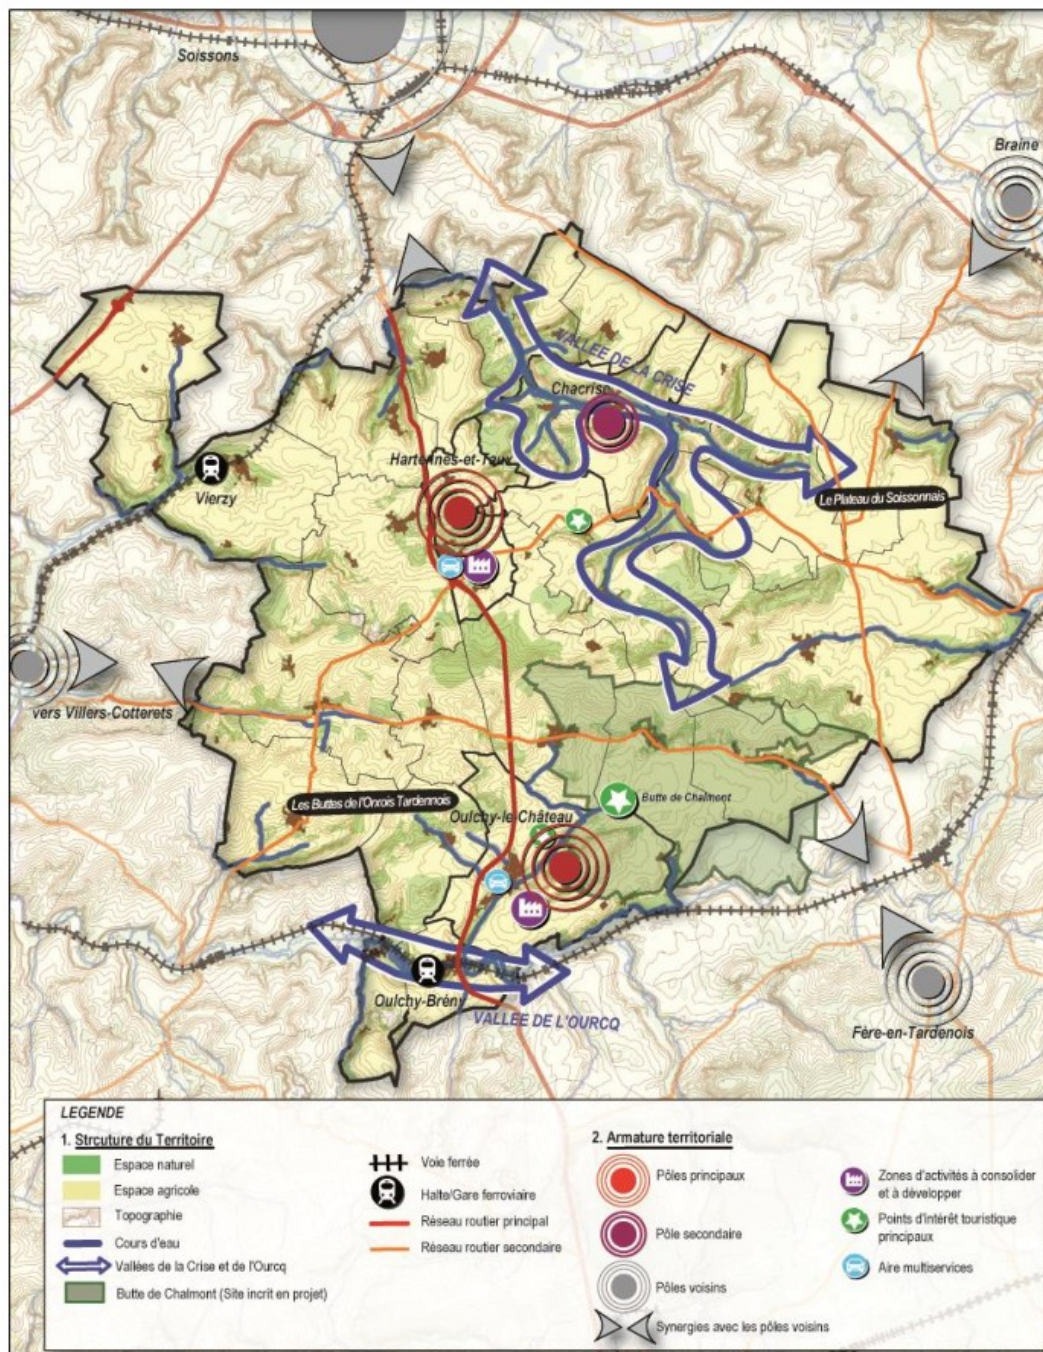 Soissons
Braine
VALLEE DE LA CRISE
Chacrise
Hartennes-et-Taux
Vierzy
Le Plateau du Soissonnais
vers Villers-Cotterets
Les Buttes de l'Orxois Tardennois
Butte de Chalmont
Oulchy-le-Château
Oulchy-Brény
VALLEE DE L'OURCQ
Fère-en-Tardenois
LEGENDE
1. Strcuture du Territoire
Espace naturel
Espace agricole
Topographie
Cours d'eau
Vallées de la Crise et de l'Ourcq
Butte de Chalmont (Site incrit en projet)
Voie ferrée
Halte/Gare ferroviaire
Réseau routier principal
Réseau routier secondaire
2. Armature territoriale
Pôles principaux
Pôle secondaire
Pôles voisins
Synergies avec les pôles voisins
Zones d'activités à consolider
et à développer
Points d'intérêt touristique
principaux
Aire multiservices